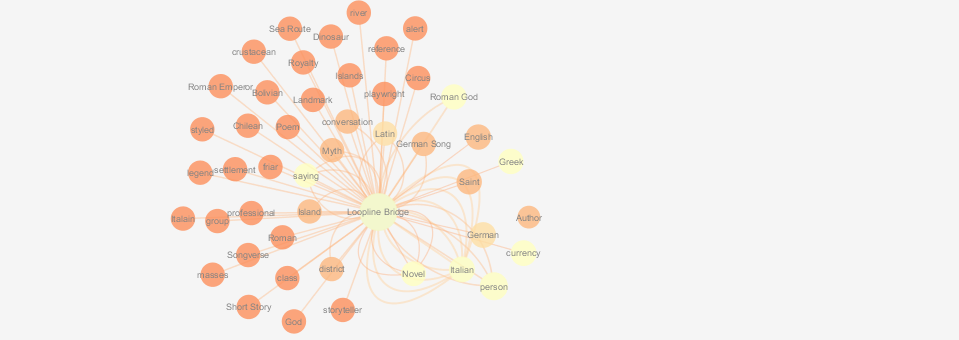 river
Sea Route
alert
Dinosaur
reference
crustacean
Royalty
Islands
Circus
Roman Emperor
Bolivian
playwright
Landmark
Roman God
conversation
styled
Chilean
Poem
Latin
English
German Song
Myth
Greek
legend
settlement
friar
saying
Saint
Italain
group
professional
Island
Loopline Bridge
Author
Roman
German
Songverse
currency
masses
class
district
Novel
Italian
person
Short Story
God
storyteller